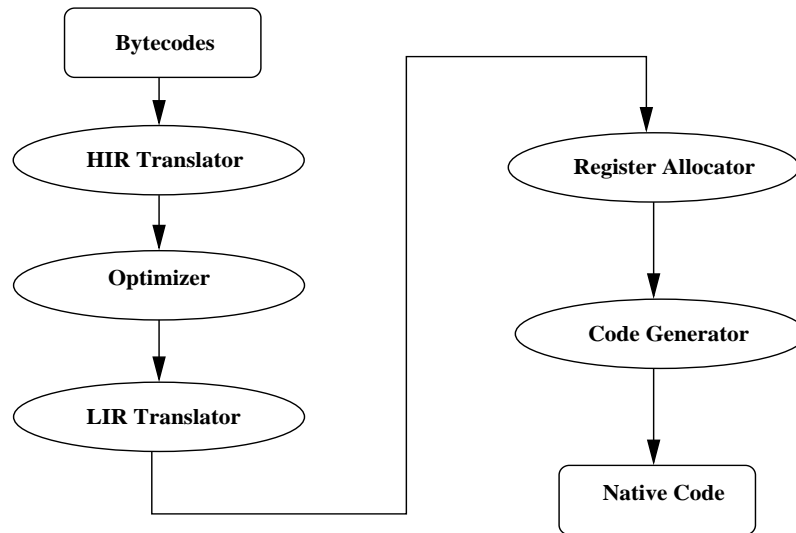 Bytecodes
HIR Translator
Optimizer
LIR Translator
Register Allocator
Code Generator
Native Code